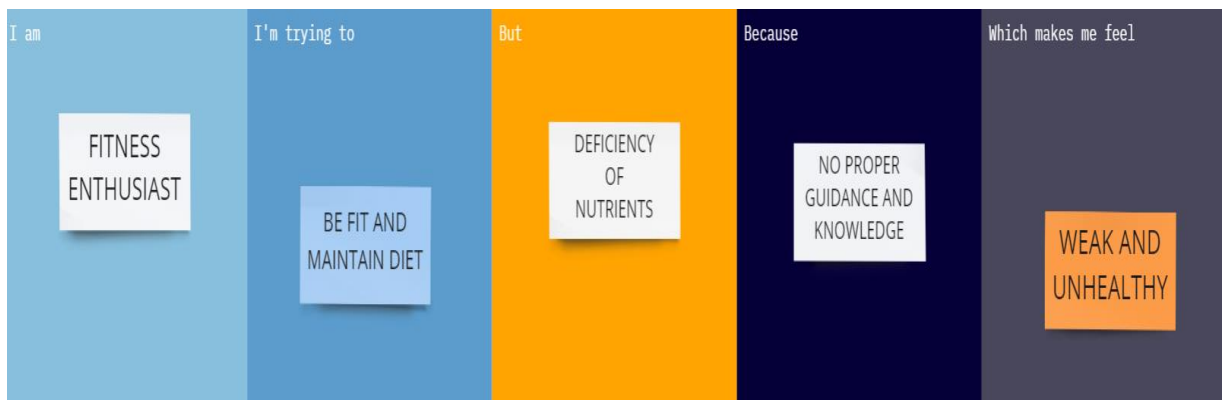 I am
FITNESS
ENTHUSIAST
I'm trying to
BE FIT AND
MAINTAIN DIET
But
DEFICIENCY
OF
NUTRIENTS
Because
NO PROPER
GUIDANCE AND
KNOWLEDGE
Which makes me feel
WEAK AND
UNHEALTHY